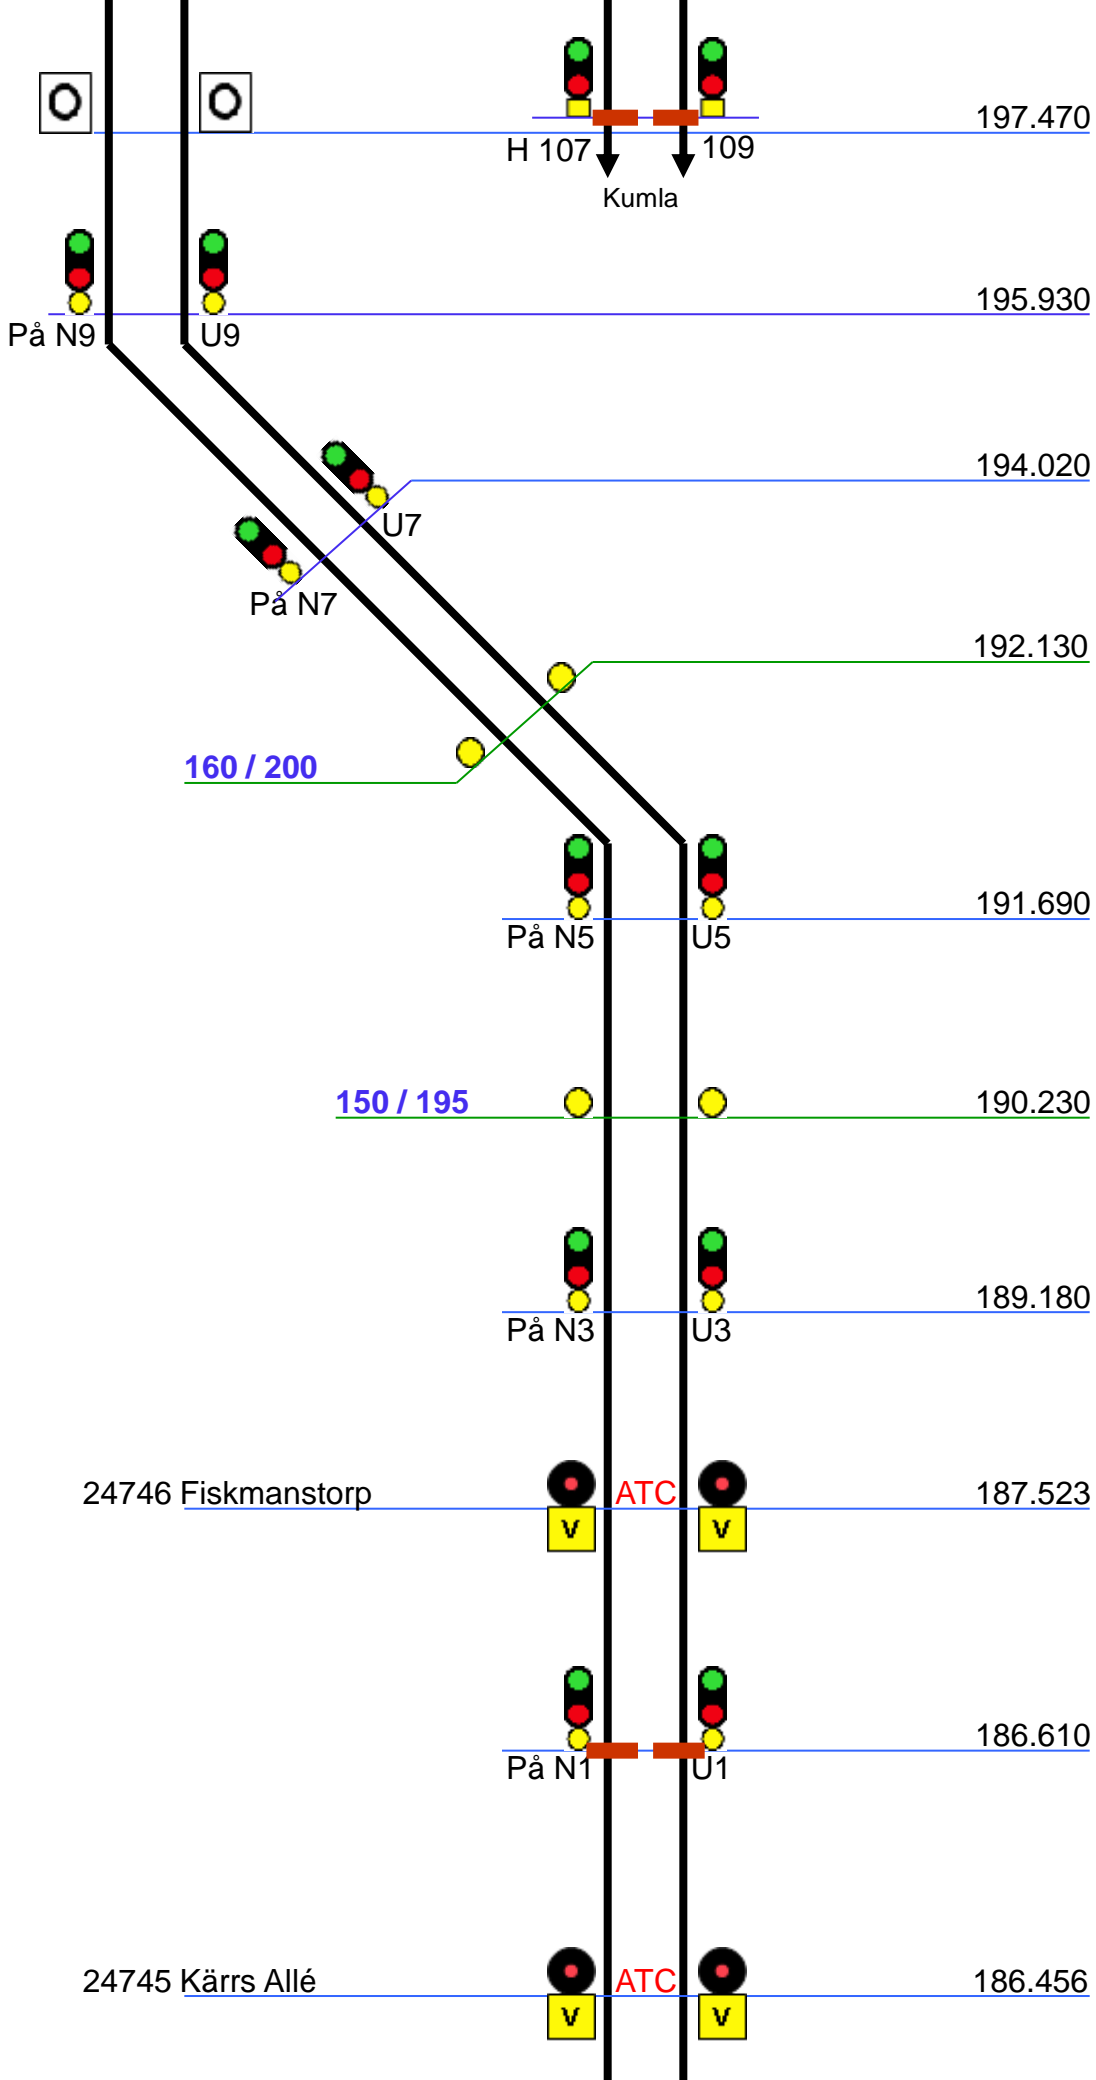 O O
197.470
H 107 109
Kumla
195.930
På N9 U9
194.020
U7
På N7
192.130
160 / 200
191.690
På N5 U5
150 / 195 190.230
189.180
På N3 U3
24746 Fiskmanstorp ATC 187.523
V V
186.610
På N1 U1
24745 Kärrs Allé ATC 186.456
V V